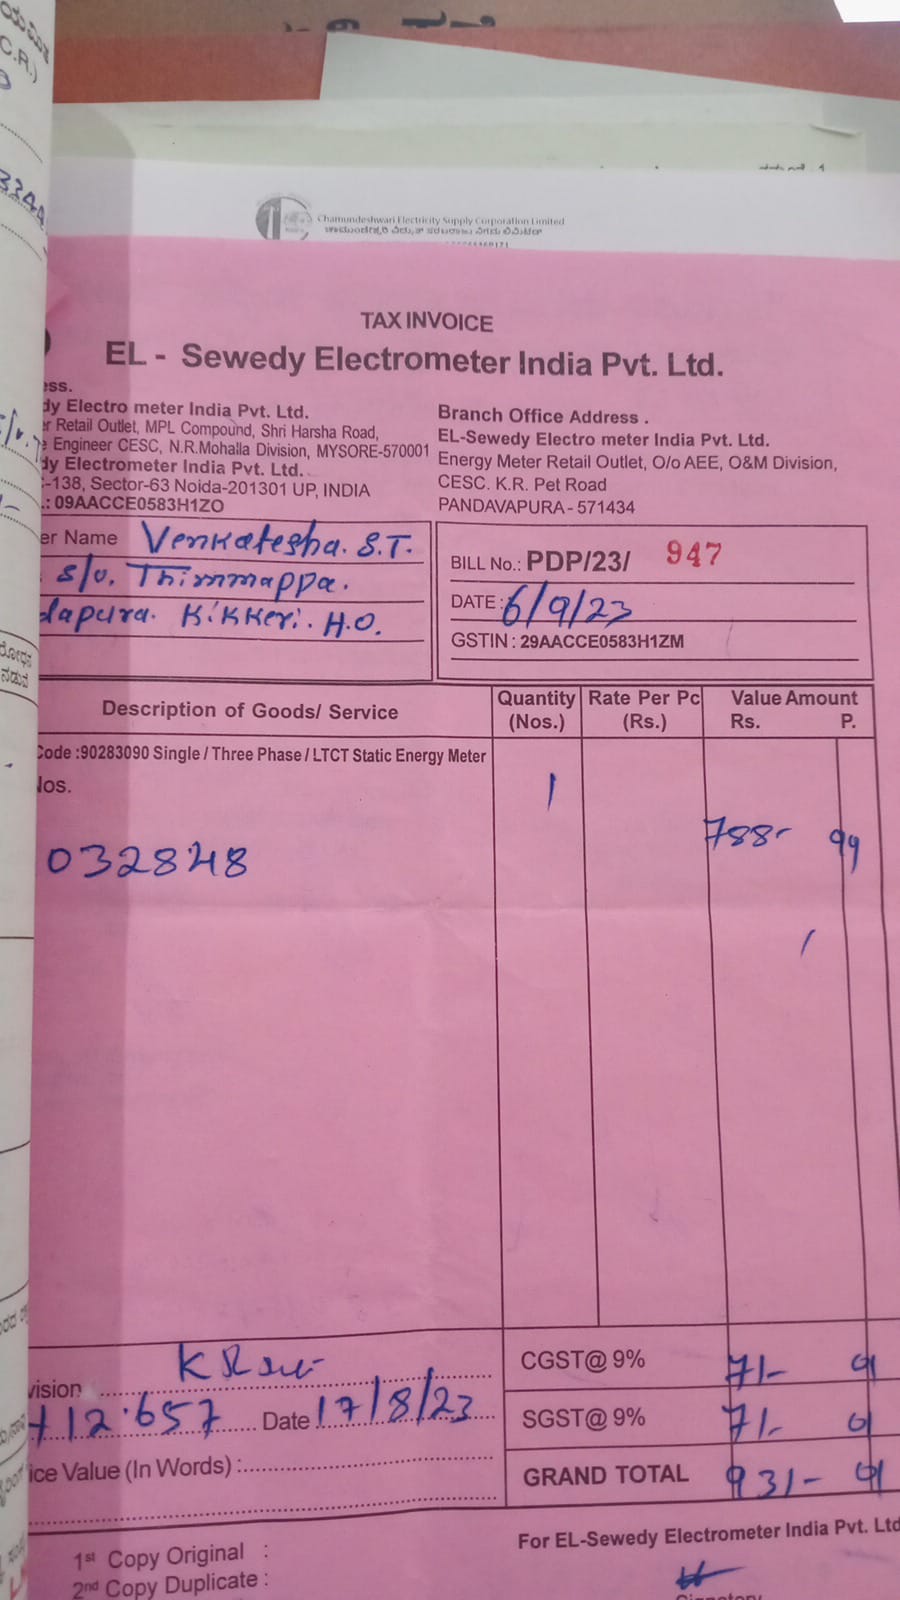 Chamundeshwari Electricity Supply Corporation Limited
TAX INVOICE
EL - Sewedy Electrometer India Pvt. Ltd.
ess.
dy Electro meter India Pvt. Ltd.
er Retail Outlet, MPL Compound, Shri Harsha Road,
e Engineer CESC, N.R.Mohalla Division, MYSORE-570001
dy Electrometer India Pvt. Ltd.
-138, Sector-63 Noida-201301 UP, INDIA
.: 09AACCE0583H1ZO
Branch Office Address .
EL-Sewedy Electro meter India Pvt. Ltd.
Energy Meter Retail Outlet, O/o AEE, O&M Division,
CESC. K.R. Pet Road
PANDAVAPURA - 571434
er Name Venkatesha. S.T.
S/o. Thimmappa.
dapura. Kikkeri. H.O.
BILL No.: PDP/23/ 947
DATE : 6/9/23
GSTIN : 29AACCE0583H1ZM
Description of Goods/ Service
Quantity (Nos.)
Rate Per Pc (Rs.)
Value Amount
Rs. P.
Code :90283090 Single / Three Phase / LTCT Static Energy Meter
Nos.
1
788- 99
032848
CGST@ 9% 71/- 01
SGST@ 9% 71/- 01
GRAND TOTAL 931/- 01
vision
112.657 Date 17/8/23
ice Value (In Words) :
For EL-Sewedy Electrometer India Pvt. Ltd
1st Copy Original :
2nd Copy Duplicate :